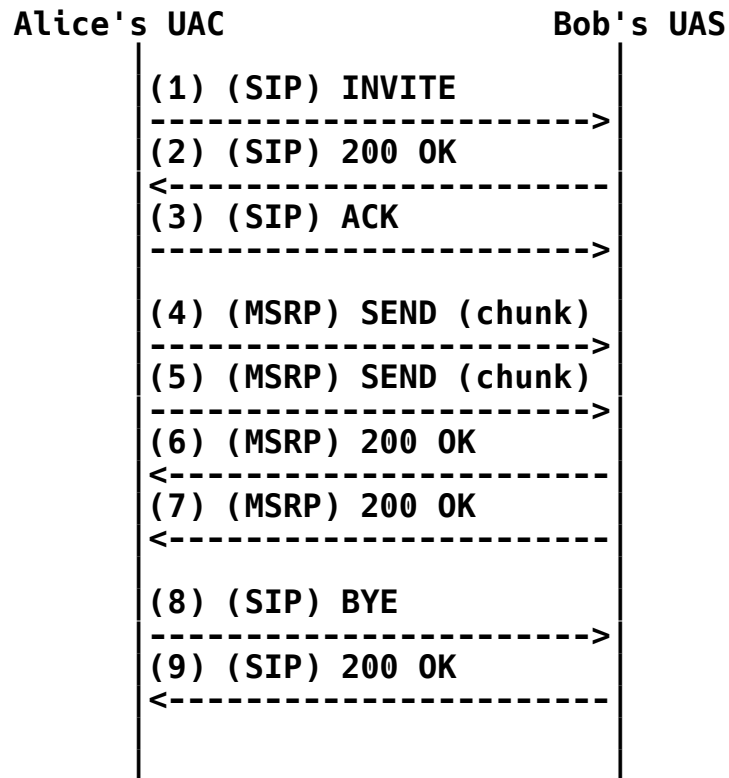 Alice's UAC Bob's UAS
(1) (SIP) INVITE
----------------------->
(2) (SIP) 200 OK
<-----------------------
(3) (SIP) ACK
----------------------->
(4) (MSRP) SEND (chunk)
----------------------->
(5) (MSRP) SEND (chunk)
----------------------->
(6) (MSRP) 200 OK
<-----------------------
(7) (MSRP) 200 OK
<-----------------------
(8) (SIP) BYE
----------------------->
(9) (SIP) 200 OK
<-----------------------